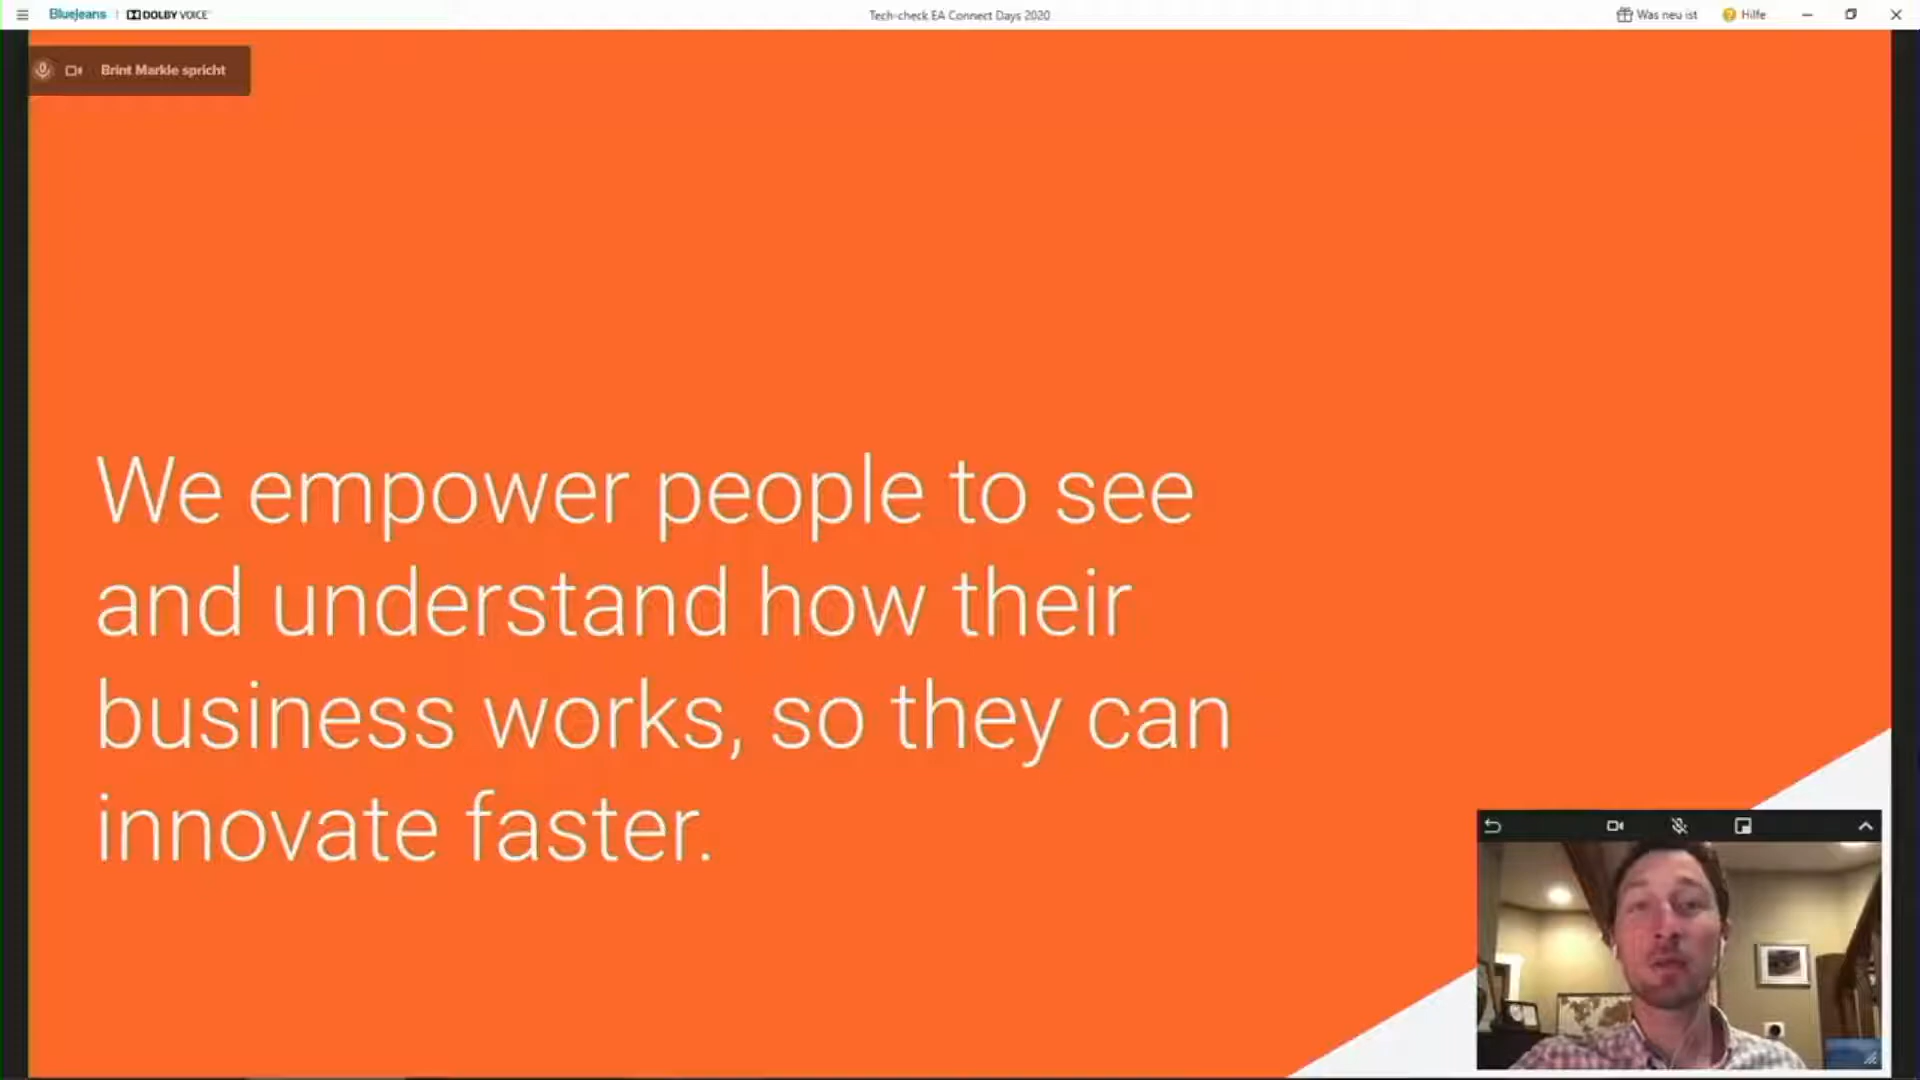 BlueJeans | DOLBY VOICE
Tech-check EA Connect Days 2020
Was neu ist
Hilfe
Brint Markle spricht
We empower people to see
and understand how their
business works, so they can
innovate faster.